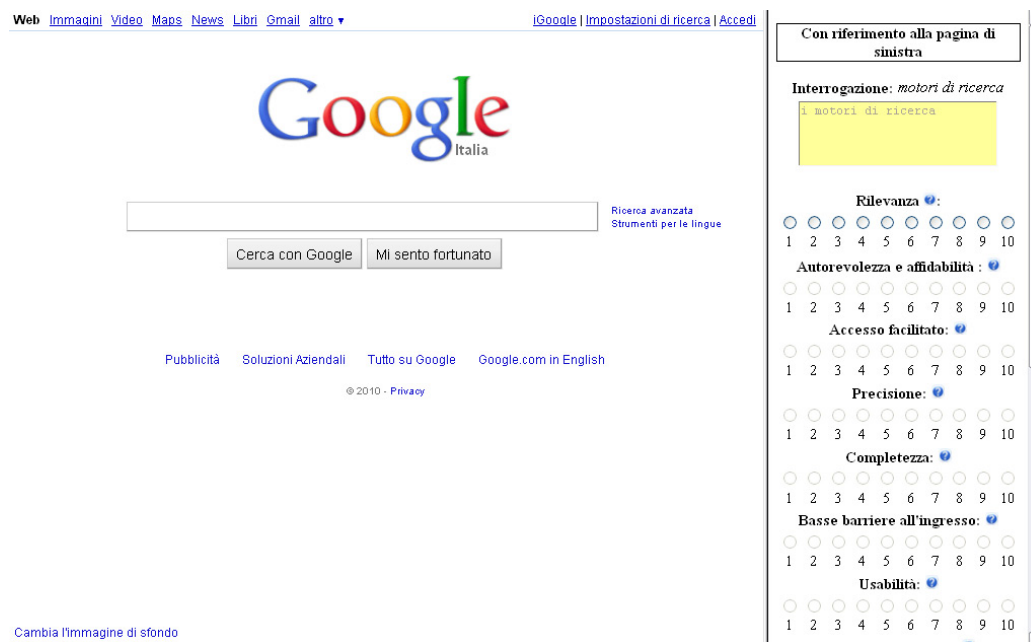 Web Immagini Video Maps News Libri Gmail altro ▼
iGoogle | Impostazioni di ricerca | Accedi
Google
Italia
Ricerca avanzata
Strumenti per le lingue
Cerca con Google Mi sento fortunato
Pubblicità Soluzioni Aziendali Tutto su Google Google.com in English
© 2010 - Privacy
Cambia l'immagine di sfondo
Con riferimento alla pagina di
sinistra
Interrogazione: motori di ricerca
i motori di ricerca
Rilevanza ?:
1 2 3 4 5 6 7 8 9 10
Autorevolezza e affidabilità : ?
1 2 3 4 5 6 7 8 9 10
Accesso facilitato: ?
1 2 3 4 5 6 7 8 9 10
Precisione: ?
1 2 3 4 5 6 7 8 9 10
Completezza: ?
1 2 3 4 5 6 7 8 9 10
Basse barriere all'ingresso: ?
1 2 3 4 5 6 7 8 9 10
Usabilità: ?
1 2 3 4 5 6 7 8 9 10